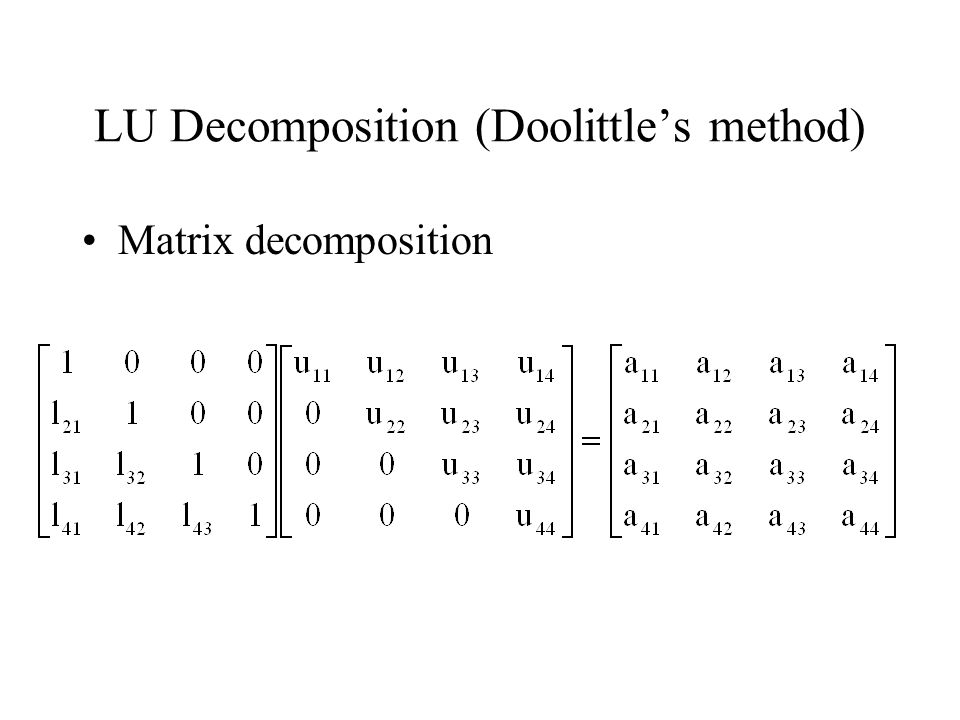 LU Decomposition (Doolittle’s method)
• Matrix decomposition
[1 0 0 0] [u11 u12 u13 u14] = [a11 a12 a13 a14]
[l21 1 0 0] [0 u22 u23 u24] [a21 a22 a23 a24]
[l31 l32 1 0] [0 0 u33 u34] [a31 a32 a33 a34]
[l41 l42 l43 1] [0 0 0 u44] [a41 a42 a43 a44]